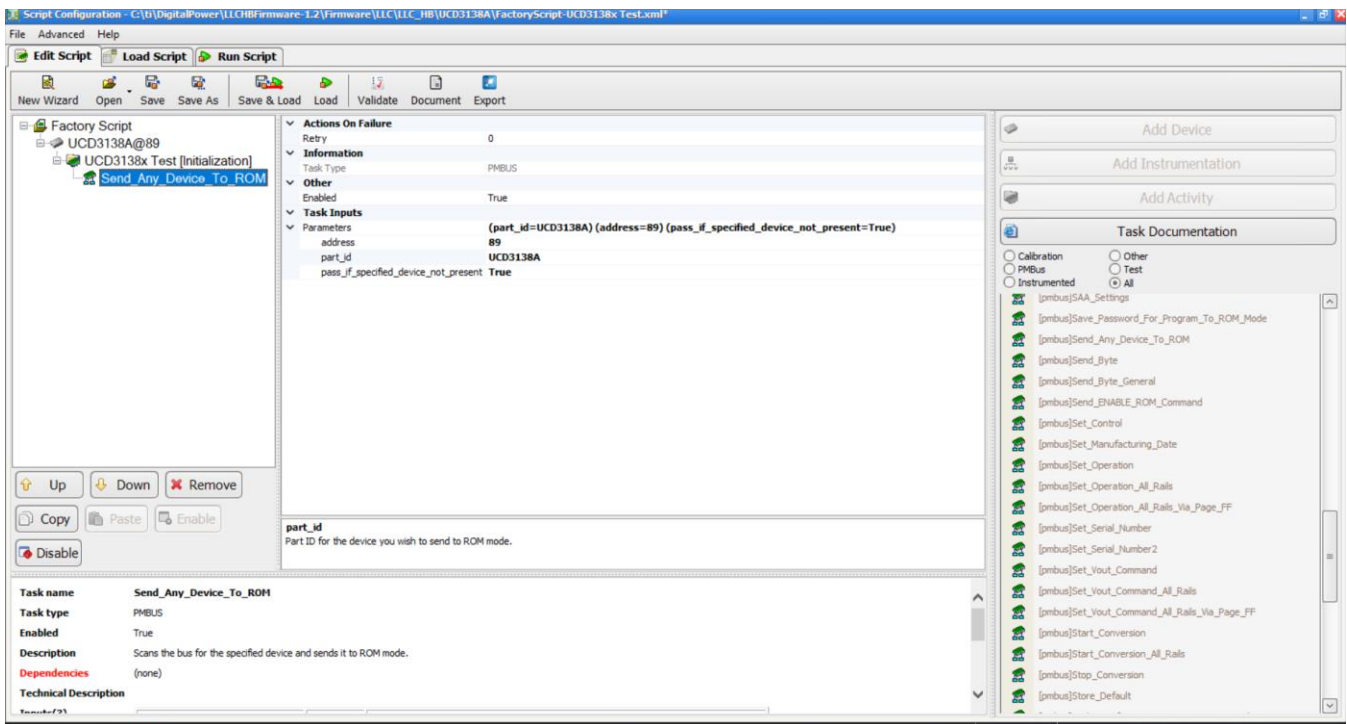 Script Configuration - C:\ti\DigitalPower\LLCHBFirmware-1.2\Firmware\LLC\LLC_HB\UCD3138A\FactoryScript-UCD3138x Test.xml*
File Advanced Help
Edit Script Load Script Run Script
New Wizard Open Save Save As Save & Load Load Validate Document Export
Factory Script
UCD3138A@89
UCD3138x Test [Initialization]
Send_Any_Device_To_ROM
Up Down Remove
Copy Paste Enable
Disable
Actions On Failure
Retry 0
Information
Task Type PMBUS
Other
Enabled True
Task Inputs
Parameters (part_id=UCD3138A) (address=89) (pass_if_specified_device_not_present=True)
address 89
part_id UCD3138A
pass_if_specified_device_not_present True
part_id
Part ID for the device you wish to send to ROM mode.
Task name Send_Any_Device_To_ROM
Task type PMBUS
Enabled True
Description Scans the bus for the specified device and sends it to ROM mode.
Dependencies (none)
Technical Description
Add Device
Add Instrumentation
Add Activity
Task Documentation
Calibration Other
PMBus Test
Instrumented All
[pmbus]SAA_Settings
[pmbus]Save_Password_For_Program_To_ROM_Mode
[pmbus]Send_Any_Device_To_ROM
[pmbus]Send_Byte
[pmbus]Send_Byte_General
[pmbus]Send_ENABLE_ROM_Command
[pmbus]Set_Control
[pmbus]Set_Manufacturing_Date
[pmbus]Set_Operation
[pmbus]Set_Operation_All_Rails
[pmbus]Set_Operation_All_Rails_Via_Page_FF
[pmbus]Set_Serial_Number
[pmbus]Set_Serial_Number2
[pmbus]Set_Vout_Command
[pmbus]Set_Vout_Command_All_Rails
[pmbus]Set_Vout_Command_All_Rails_Via_Page_FF
[pmbus]Start_Conversion
[pmbus]Start_Conversion_All_Rails
[pmbus]Stop_Conversion
[pmbus]Store_Default